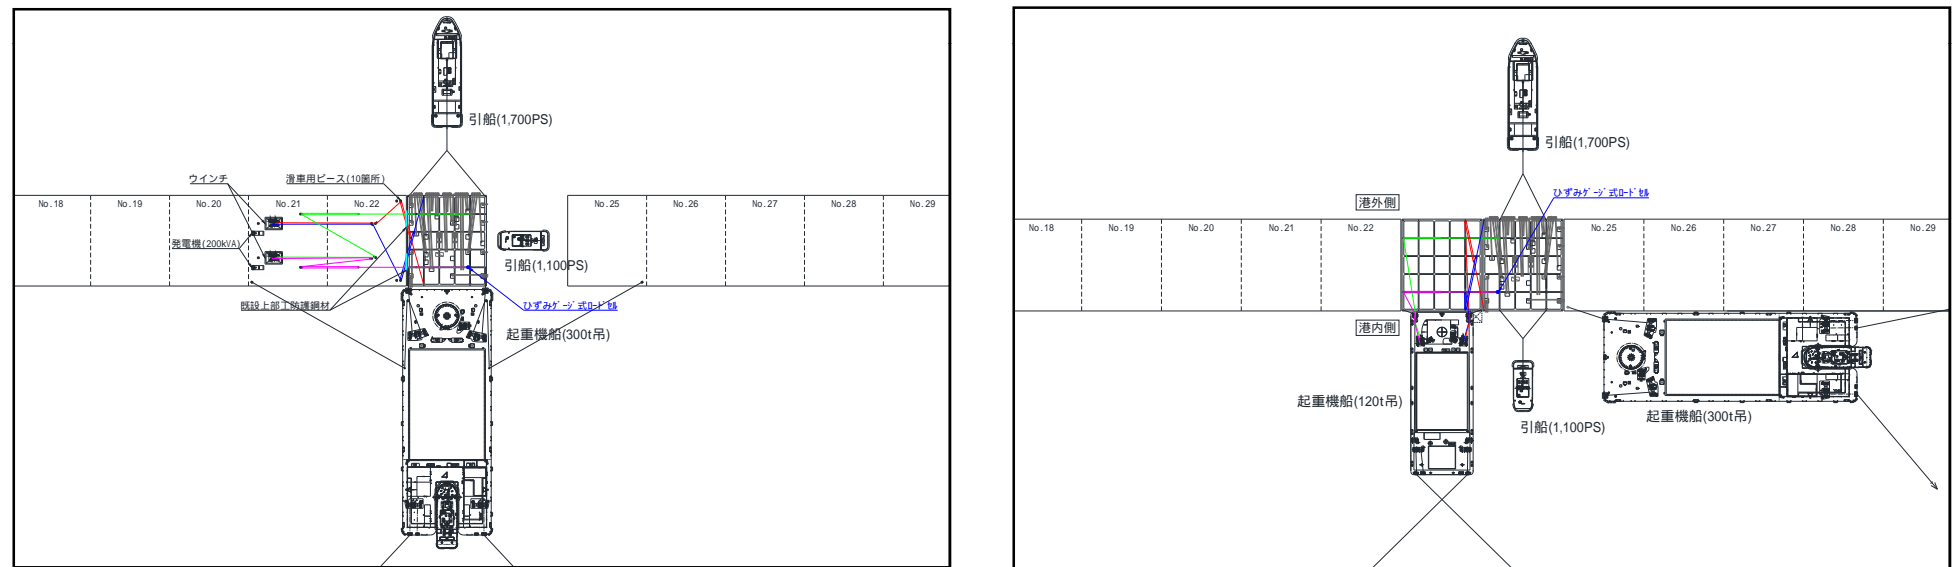 引船(1,700PS)
ウインチ
滑車用ピース(10箇所)
No.18
No.19
No.20
No.21
No.22
No.25
No.26
No.27
No.28
No.29
発電機(200kVA)
引船(1,100PS)
既設上部工防護鋼材
ひずみゲージ式ロードセル
起重機船(300t吊)
引船(1,700PS)
ひずみゲージ式ロードセル
港外側
No.18
No.19
No.20
No.21
No.22
No.25
No.26
No.27
No.28
No.29
港内側
起重機船(120t吊)
引船(1,100PS)
起重機船(300t吊)